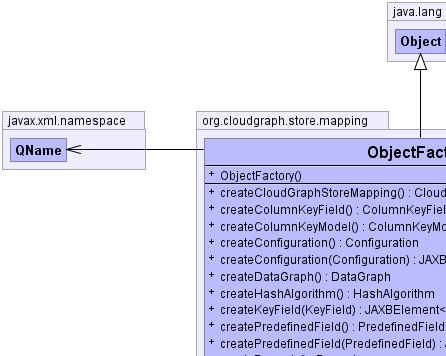 java.lang
Object
javax.xml.namespace
org.cloudgraph.store.mapping
QName
ObjectFact
+ ObjectFactory()
+ createCloudGraphStoreMapping() : Cloud
+ createColumnKeyField() : ColumnKeyFiel
+ createColumnKeyModel() : ColumnKeyMo
+ createConfiguration() : Configuration
+ createConfiguration(Configuration) : JAXB
+ createDataGraph() : DataGraph
+ createHashAlgorithm() : HashAlgorithm
+ createKeyField(KeyField) : JAXBElement<
+ createPredefinedField() : PredefinedField
+ createPredefinedField(PredefinedField) : J